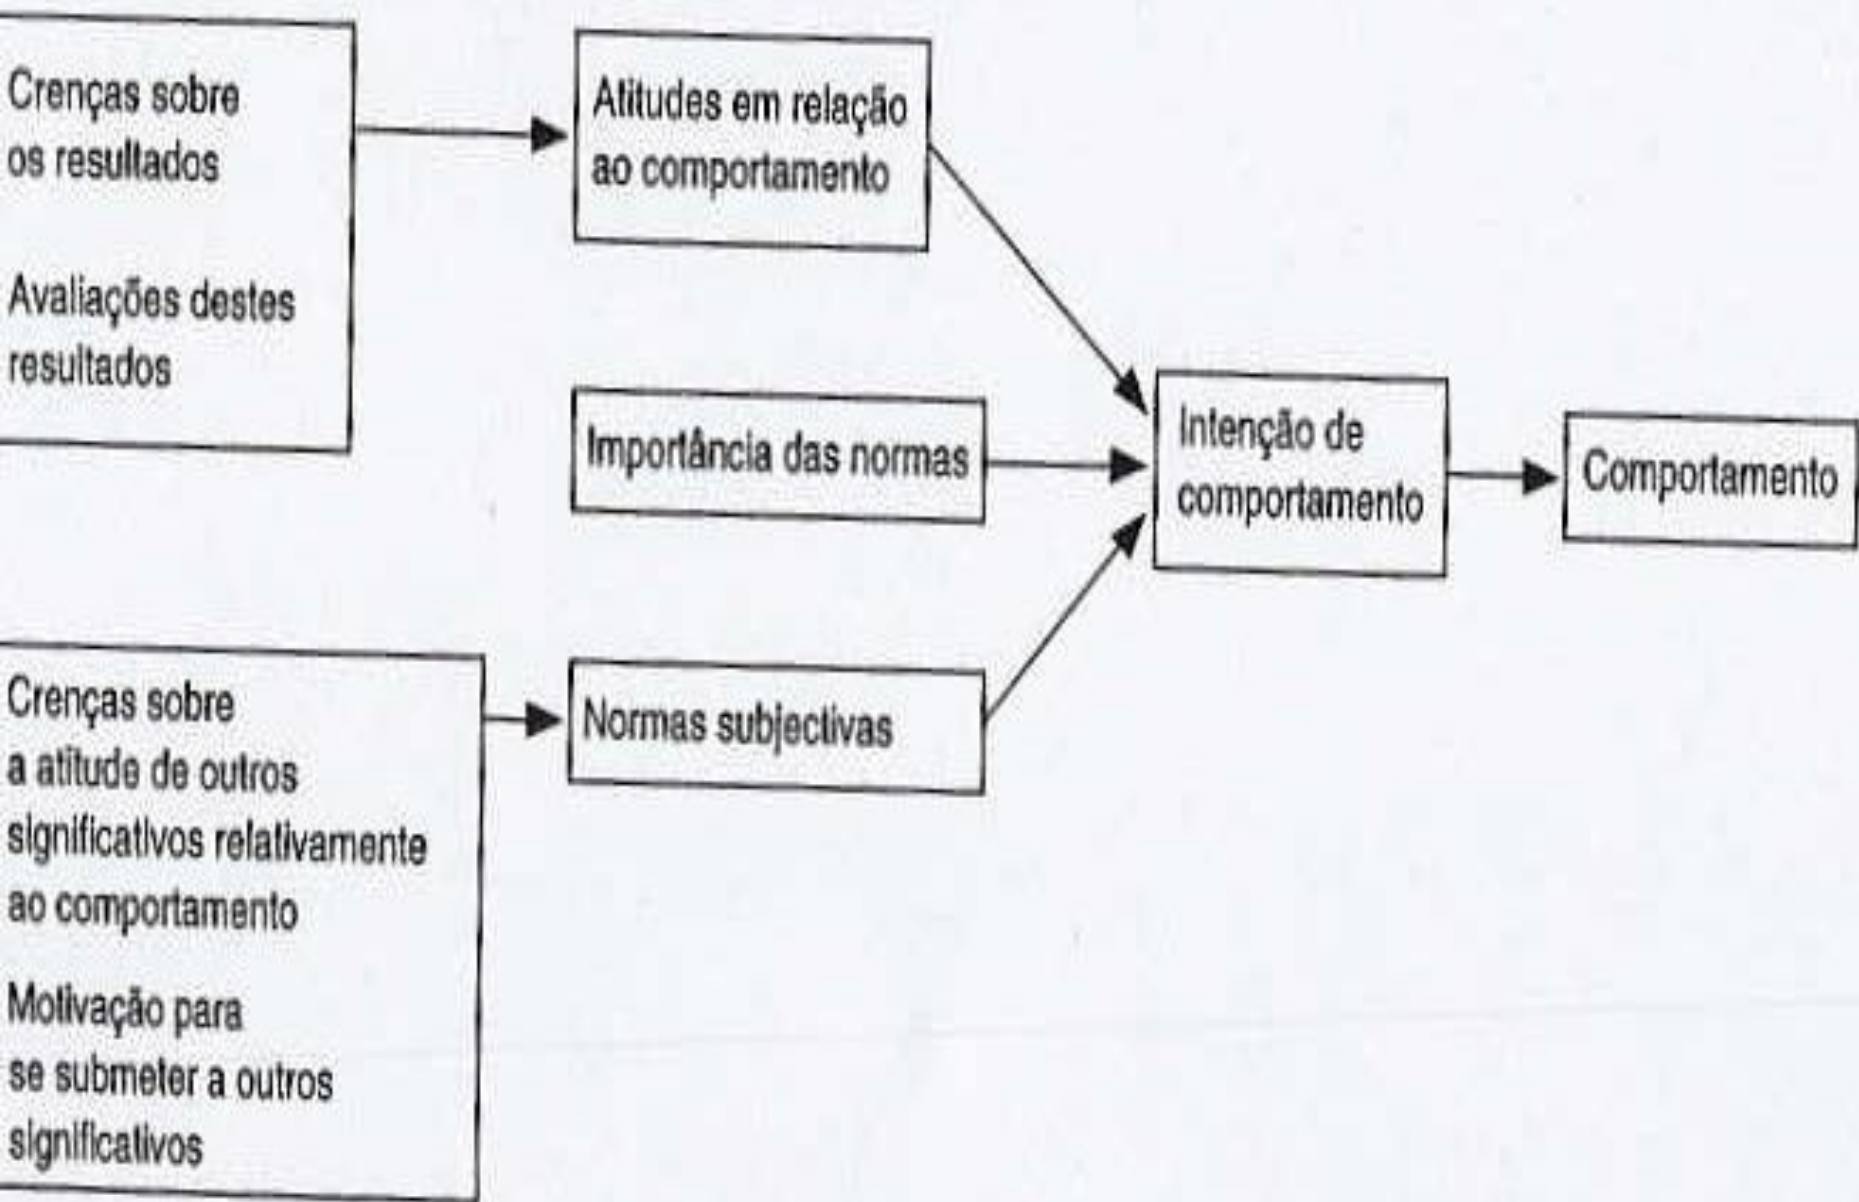 Crenças sobre
os resultados
Avaliações destes
resultados
Atitudes em relação
ao comportamento
Importância das normas
Intenção de
comportamento
Comportamento
Crenças sobre
a atitude de outros
significativos relativamente
ao comportamento
Motivação para
se submeter a outros
significativos
Normas subjectivas